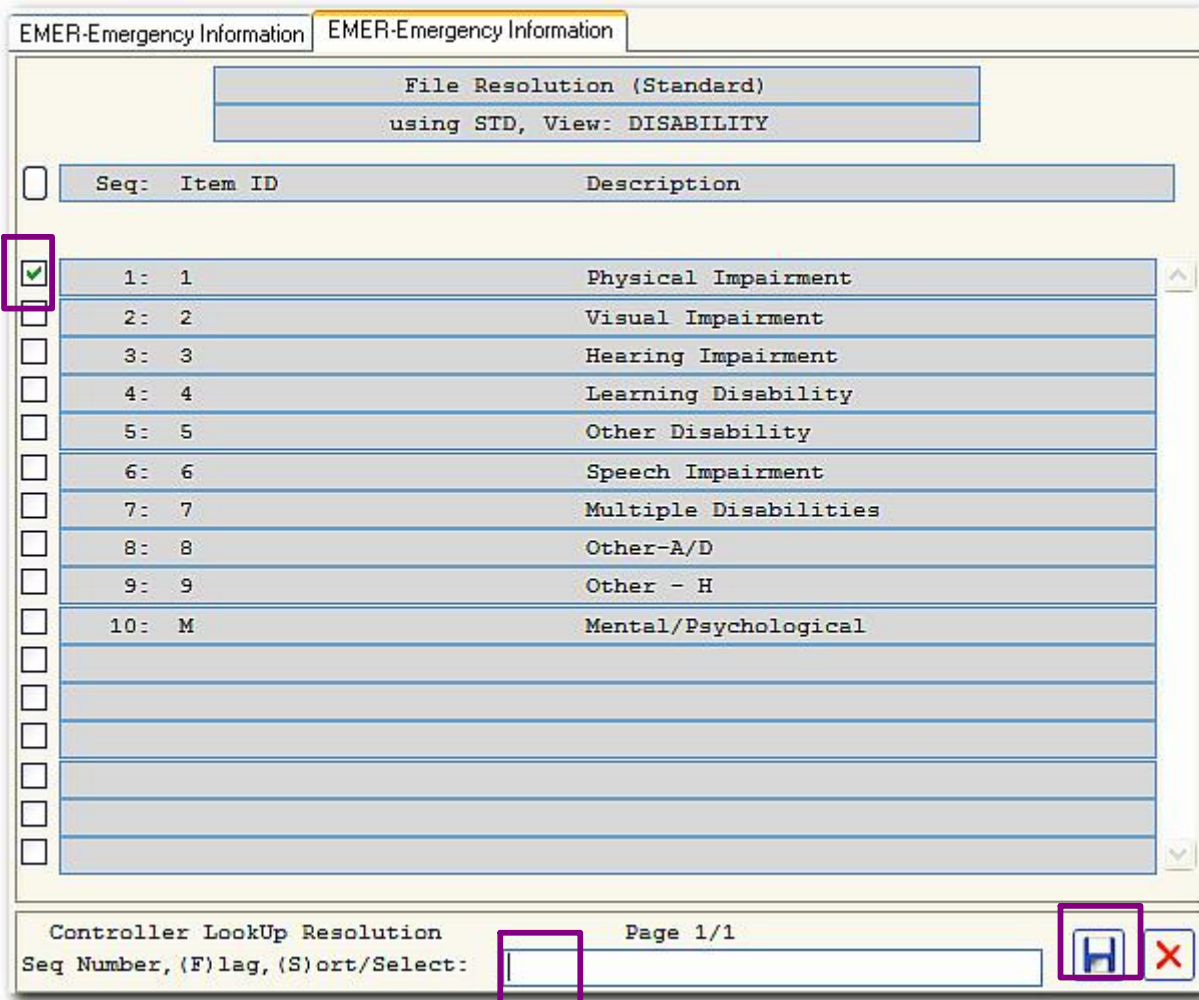 EMER-Emergency Information EMER-Emergency Information
File Resolution (Standard)
using STD, View: DISABILITY
Seq: Item ID Description
1: 1 Physical Impairment
2: 2 Visual Impairment
3: 3 Hearing Impairment
4: 4 Learning Disability
5: 5 Other Disability
6: 6 Speech Impairment
7: 7 Multiple Disabilities
8: 8 Other-A/D
9: 9 Other - H
10: M Mental/Psychological
Controller LookUp Resolution Page 1/1
Seq Number,(F)lag,(S)ort/Select: